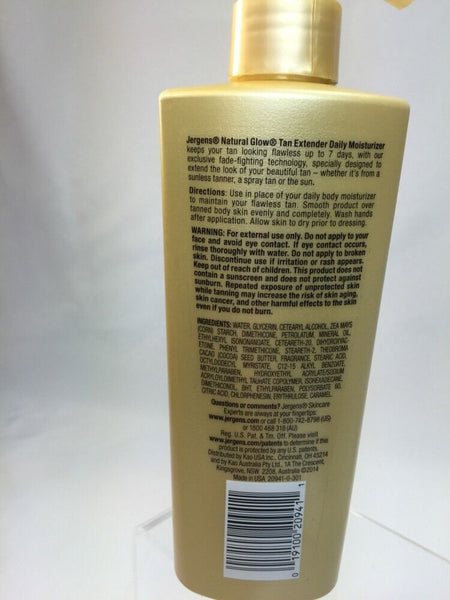 Jergens® Natural Glow® Tan Extender Daily Moisturizer
keeps your tan looking flawless up to 7 days, with our
exclusive fade-fighting technology, specially designed to
extend the look of your beautiful tan – whether it's from a
sunless tanner, a spray tan or the sun.
Directions: Use in place of your daily body moisturizer
to maintain your flawless tan. Smooth product over
tanned body skin evenly and completely. Wash hands
after application. Allow skin to dry prior to dressing.
WARNING: For external use only. Do not apply to your
face and avoid eye contact. If eye contact occurs,
rinse thoroughly with water. Do not apply to broken
skin. Discontinue use if irritation or rash appears.
Keep out of reach of children. This product does not
contain a sunscreen and does not protect against
sunburn. Repeated exposure of unprotected skin
while tanning may increase the risk of skin aging,
skin cancer, and other harmful effects to the skin
even if you do not burn.
INGREDIENTS: WATER, GLYCERIN, CETEARYL ALCOHOL, ZEA MAYS
(CORN) STARCH, DIMETHICONE, PETROLATUM, MINERAL OIL,
ETHYLHEXYL ISONONANOATE, CETEARETH-20, DIHYDROXYAC-
ETONE, PHENYL TRIMETHICONE, STEARETH-2, THEOBROMA
CACAO (COCOA) SEED BUTTER, FRAGRANCE, STEARIC ACID,
OCTYLDODECYL MYRISTATE, C12-15 ALKYL BENZOATE,
METHYLPARABEN, HYDROXYETHYL ACRYLATE/SODIUM
ACRYLOYLDIMETHYL TAURATE COPOLYMER, ISOHEXADECANE,
DIMETHICONOL, BHT, ETHYLPARABEN, POLYSORBATE 60,
CITRIC ACID, CHLORPHENESIN, ERYTHRULOSE, CARAMEL.
Questions or comments? Jergens® Skincare
Experts are always at your fingertips:
www.jergens.com or call 1-800-742-8798 (US)
or 1800 468 318 (AU)
Reg. U.S. Pat. & Tm. Off. Please visit
www.jergens.com/patents to determine if this
product is protected by any U.S. patents.
Distributed by Kao USA Inc., Cincinnati, OH 45214
and by Kao Australia Pty Ltd., 1A The Crescent,
Kingsgrove, NSW 2208, Australia ©2014
Made in USA 20941-0-301
0 19100 20941 1